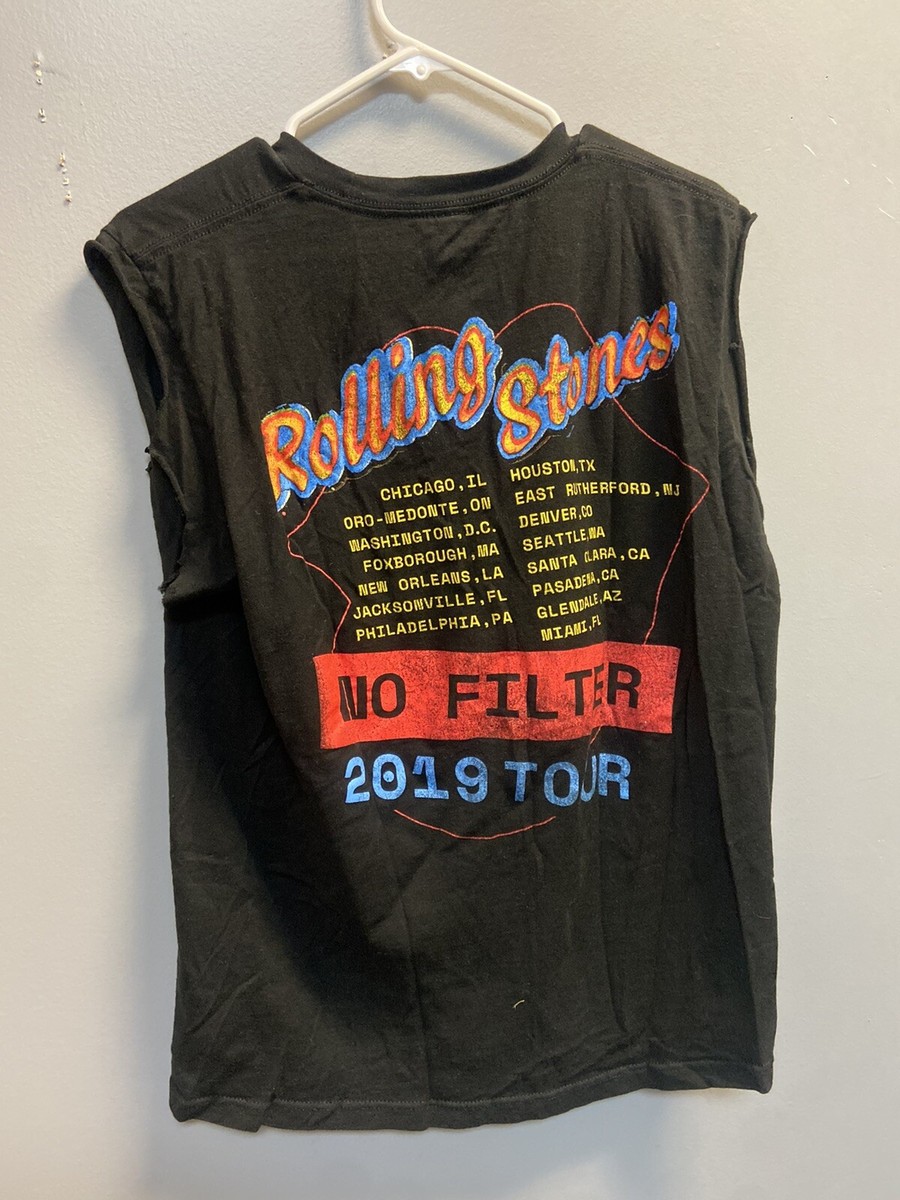 Rolling Stones
CHICAGO, IL
ORO-MEDONTE, ON
WASHINGTON, D.C.
FOXBOROUGH, MA
NEW ORLEANS, LA
JACKSONVILLE, FL
PHILADELPHIA, PA
HOUSTON, TX
EAST RUTHERFORD, NJ
DENVER, CO
SEATTLE, WA
SANTA CLARA, CA
PASADENA, CA
GLENDALE, AZ
MIAMI, FL
NO FILTER
2019 TOUR